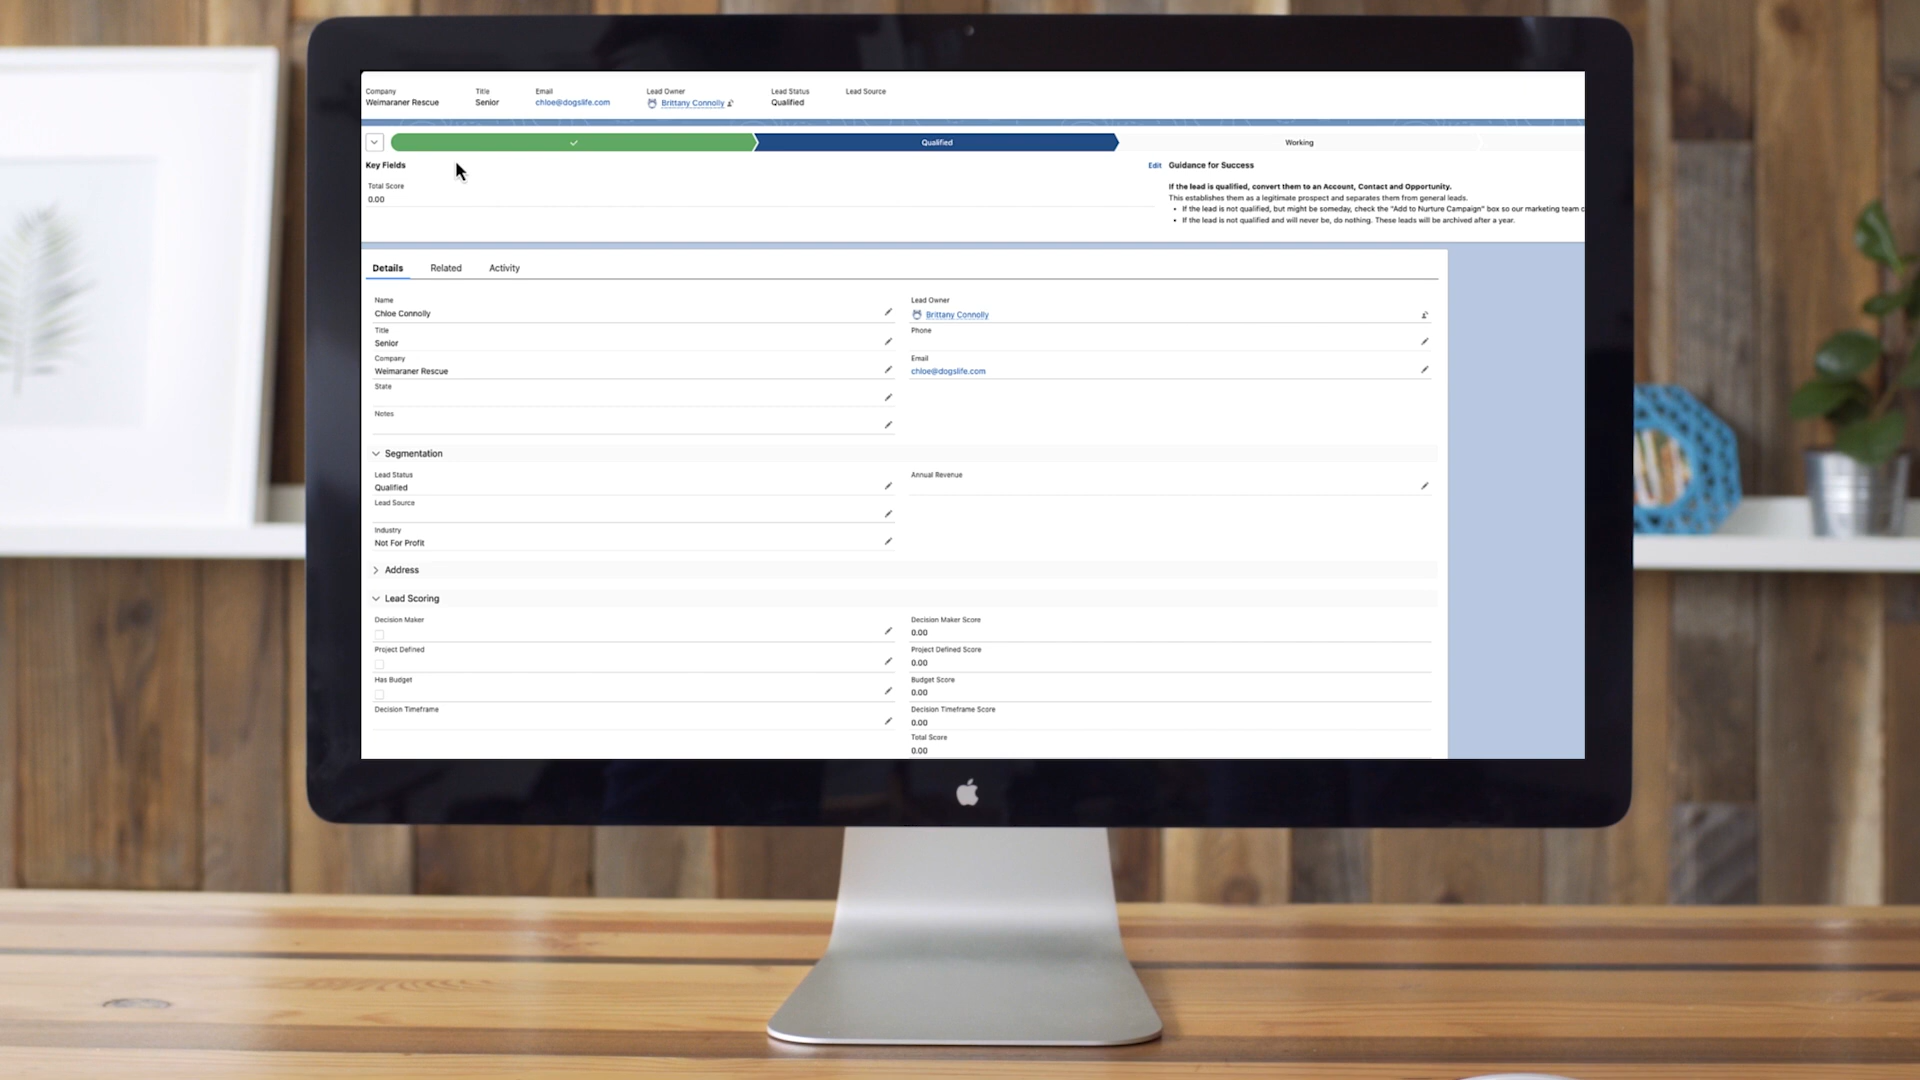 Company Title Email Lead Owner Lead Status Lead Source
Weimaraner Rescue Senior chloe@dogslife.com Brittany Connolly Qualified
Qualified Working
Key Fields Edit Guidance for Success
Total Score
0.00
If the lead is qualified, convert them to an Account, Contact and Opportunity.
This establishes them as a legitimate prospect and separates them from general leads.
• If the lead is not qualified, but might be someday, check the "Add to Nurture Campaign" box so our marketing team
• If the lead is not qualified and will never be, do nothing. These leads will be archived after a year.
Details Related Activity
Name Lead Owner
Chloe Connolly Brittany Connolly
Title Phone
Senior
Company Email
Weimaraner Rescue chloe@dogslife.com
State
Notes
Segmentation
Lead Status Annual Revenue
Qualified
Lead Source
Industry
Not For Profit
Address
Lead Scoring
Decision Maker Decision Maker Score
0.00
Project Defined Project Defined Score
0.00
Has Budget Budget Score
0.00
Decision Timeframe Decision Timeframe Score
0.00
Total Score
0.00